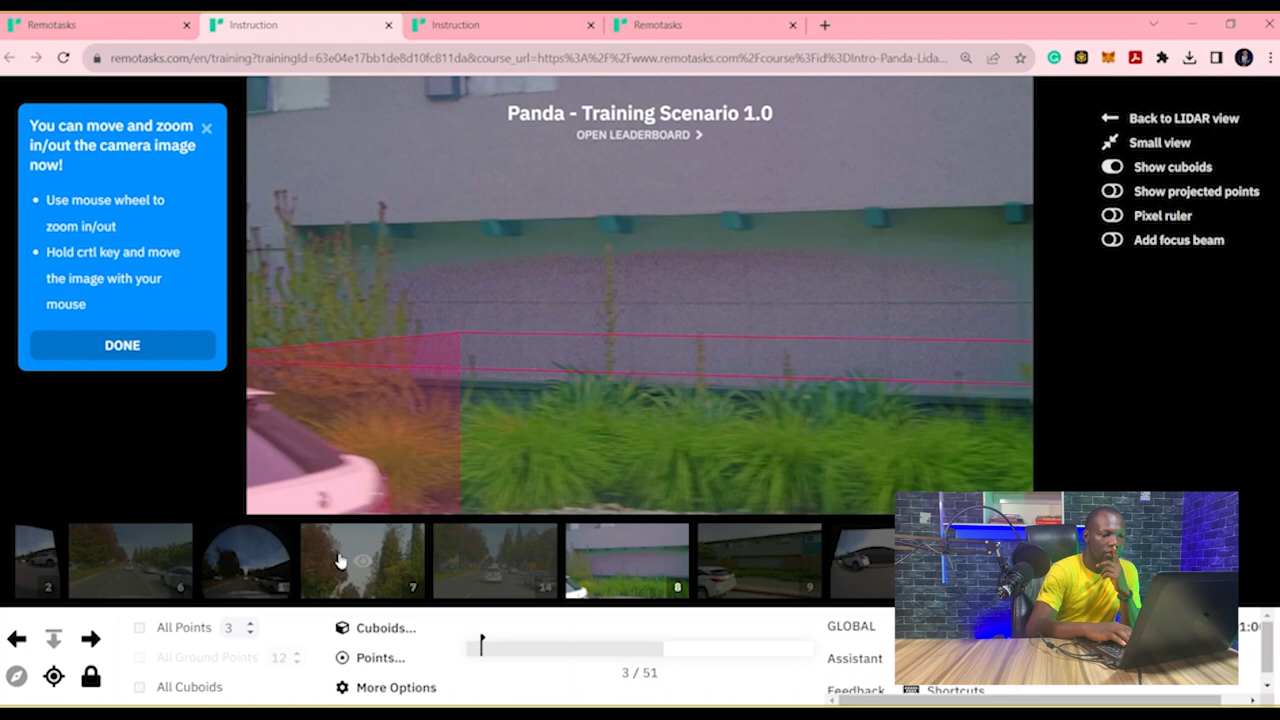 Remotasks
Instruction
Instruction
Remotasks
remotasks.com/en/training?trainingId=63e04e17bb1de8d10fc811da&course_url=https%3A%2F%2Fwww.remotasks.com%2Fcourse%3Fid%3DIntro-Panda-Lida...
You can move and zoom
in/out the camera image
now!
• Use mouse wheel to
zoom in/out
• Hold crtl key and move
the image with your
mouse
DONE
Panda - Training Scenario 1.0
OPEN LEADERBOARD
Back to LIDAR view
Small view
Show cuboids
Show projected points
Pixel ruler
Add focus beam
2
6
7
14
8
9
All Points 3
All Ground Points 12
All Cuboids
Cuboids...
Points...
More Options
3 / 51
GLOBAL
Assistant
Feedback
Shortcuts